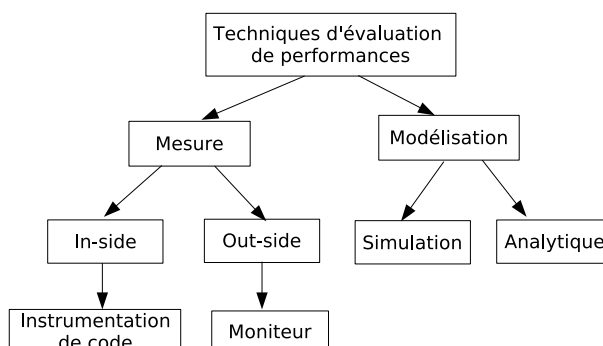 Techniques d'évaluation
de performances
Mesure
Modélisation
In-side
Out-side
Simulation
Analytique
Instrumentation
de code
Moniteur